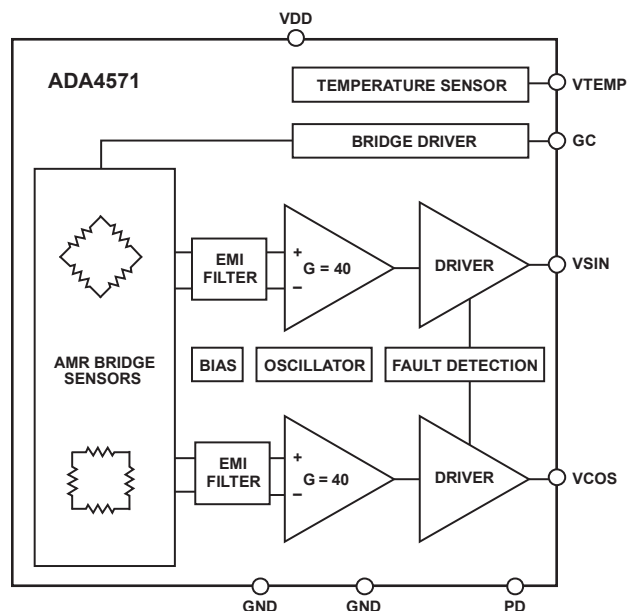 VDD
ADA4571
TEMPERATURE SENSOR
VTEMP
BRIDGE DRIVER
GC
EMI
FILTER
+
−
G = 40
DRIVER
VSIN
AMR BRIDGE
SENSORS
BIAS
OSCILLATOR
FAULT DETECTION
EMI
FILTER
+
−
G = 40
DRIVER
VCOS
GND
GND
PD